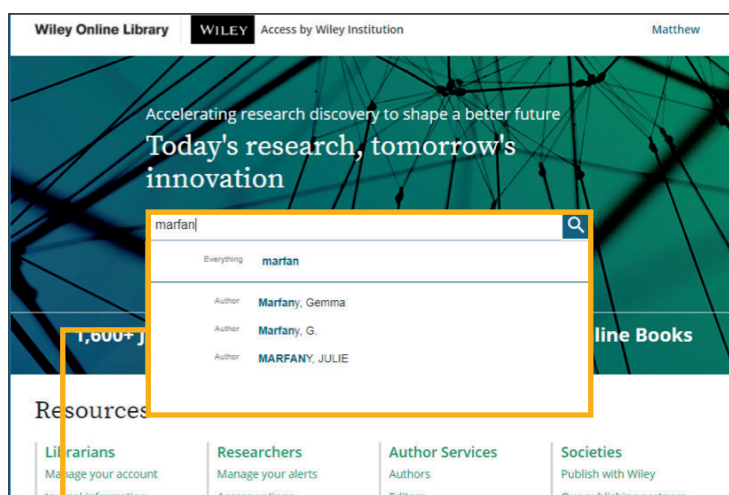 Wiley Online Library
WILEY
Access by Wiley Institution
Matthew
Accelerating research discovery to shape a better future
Today's research, tomorrow's
innovation
marfan
Everything marfan
Author Marfany, Gemma
Author Marfany, G.
Author MARFANY, JULIE
1,600+ J
line Books
Resources
Librarians
Manage your account
Researchers
Manage your alerts
Author Services
Authors
Societies
Publish with Wiley